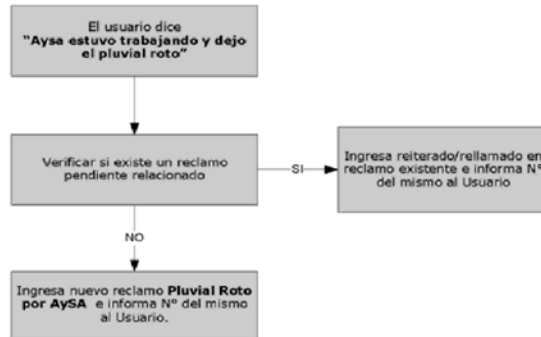 El usuario dice
“Aysa estuvo trabajando y dejo
el pluvial roto”
Verificar si existe un reclamo
pendiente relacionado
SI
Ingresa reiterado/rellamado en
reclamo existente e informa N°
del mismo al Usuario
NO
Ingresa nuevo reclamo Pluvial Roto
por AySA e informa N° del mismo
al Usuario.